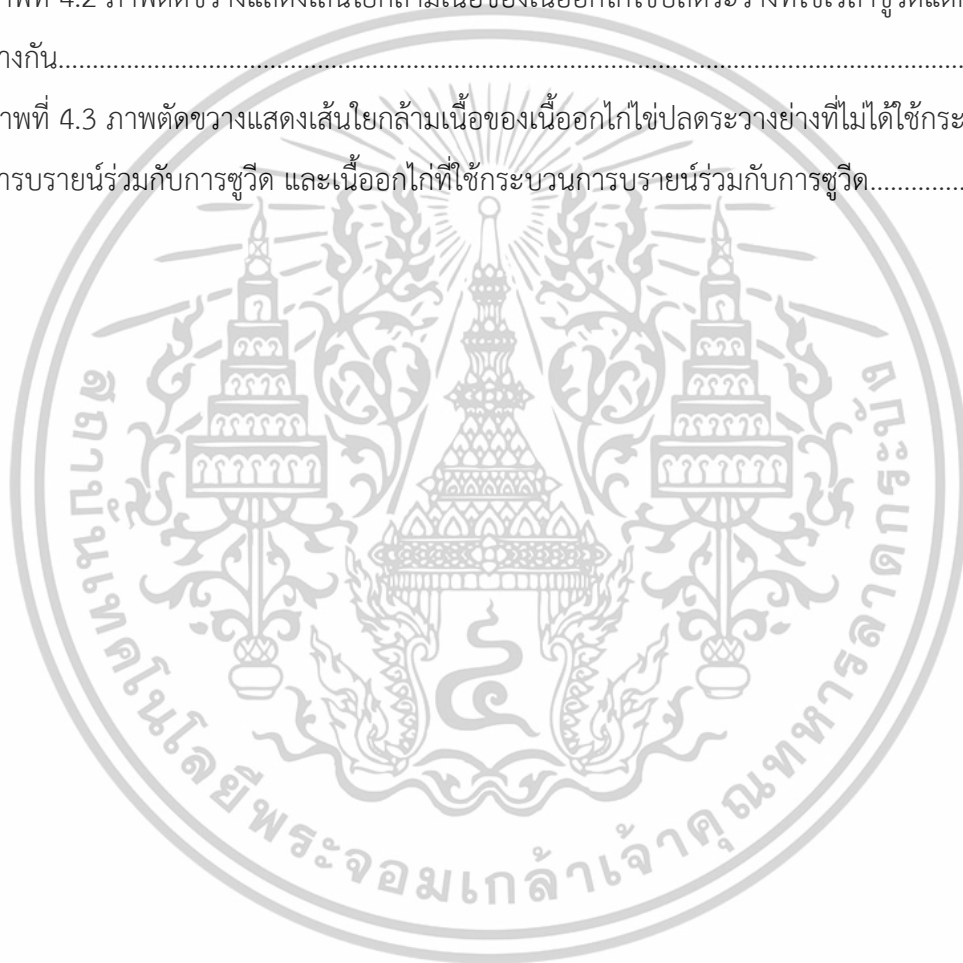 ภาพที่ 4.2 ภาพตัดขวางแสดงเส้นใยกล้ามเนื้อของเนื้ออกไก่ไข่ปลดระวางที่ใช้เวลาซูวีดแตก
างกัน
าพที่ 4.3 ภาพตัดขวางแสดงเส้นใยกล้ามเนื้อของเนื้ออกไก่ไข่ปลดระวางย่างที่ไม่ได้ใช้กระ
ารบรายน์ร่วมกับการซูวีด และเนื้ออกไก่ที่ใช้กระบวนการบรายน์ร่วมกับการซูวีด
๔
สถาบันเทคโนโลยีพระจอมเกล้าเจ้าคุณทหารลาดกระบัง